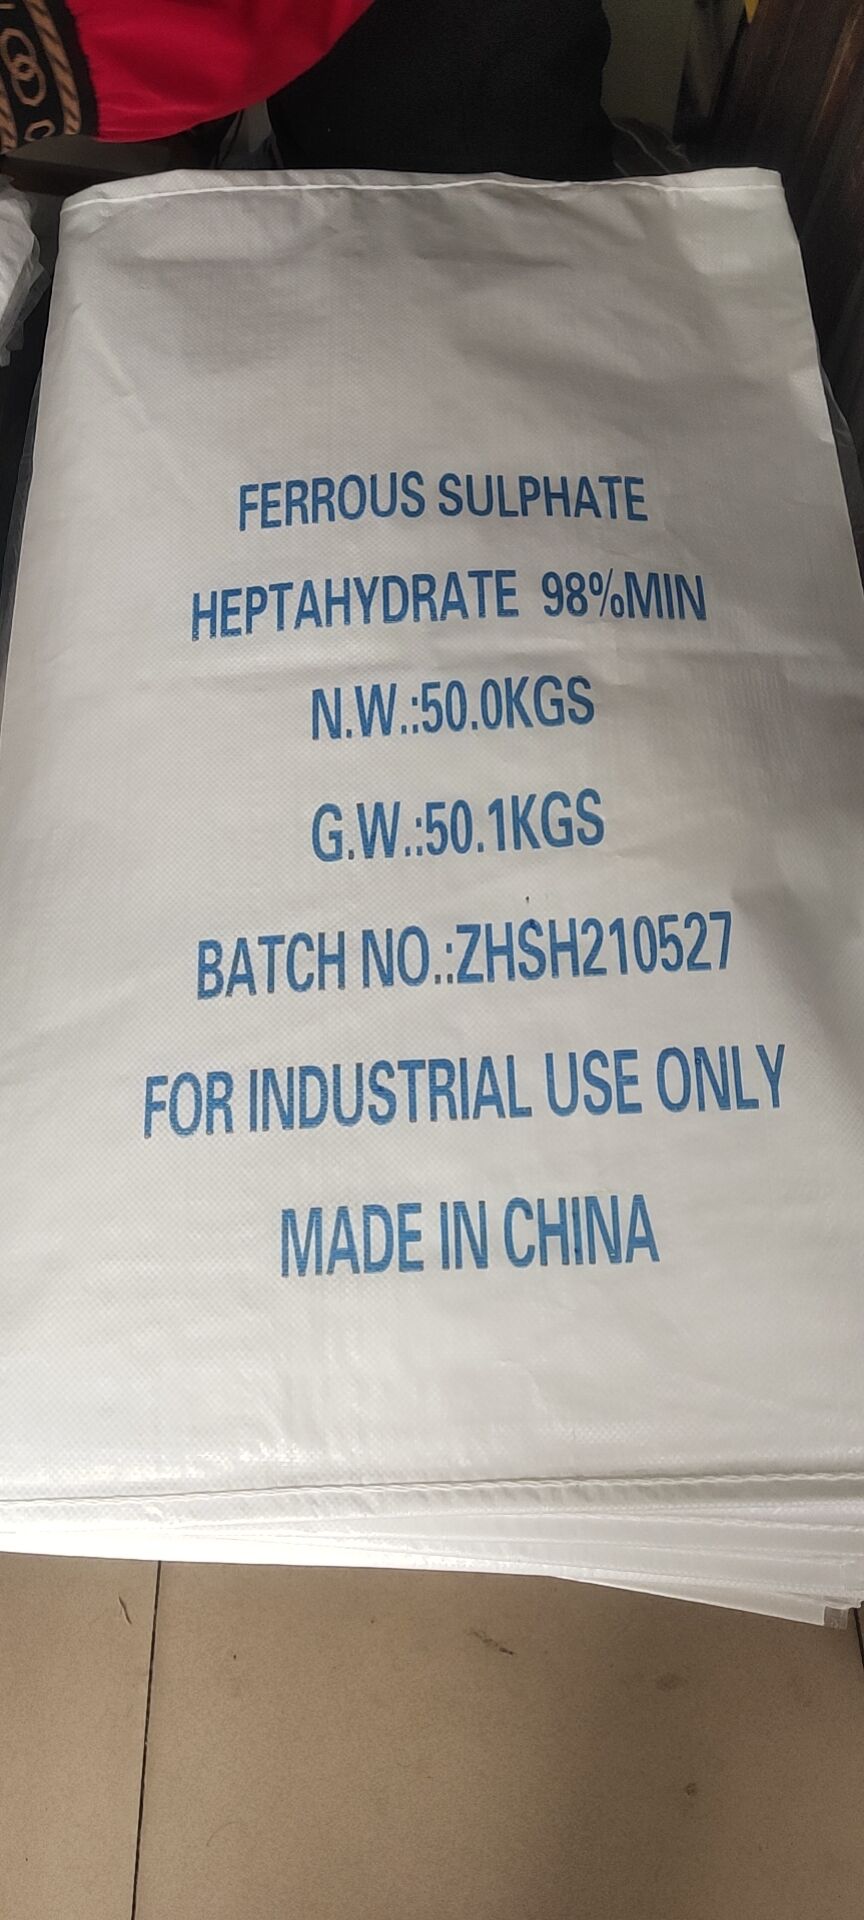 FERROUS SULPHATE
HEPTAHYDRATE 98%MIN
N.W.:50.0KGS
G.W.:50.1KGS
BATCH NO.:ZHSH210527
FOR INDUSTRIAL USE ONLY
MADE IN CHINA